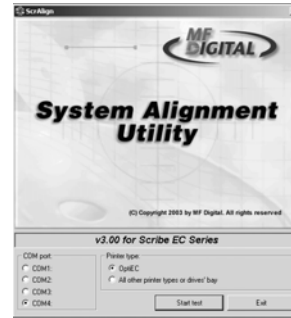 ScrAlign
MF
DIGITAL
System Alignment
Utility
(C) Copyright 2003 by MF Digital. All rights reserved
v3.00 for Scribe EC Series
COM port:
COM1:
COM2:
COM3:
COM4:
Printer type:
OptiEC
All other printer types or drives' bay
Start test
Exit